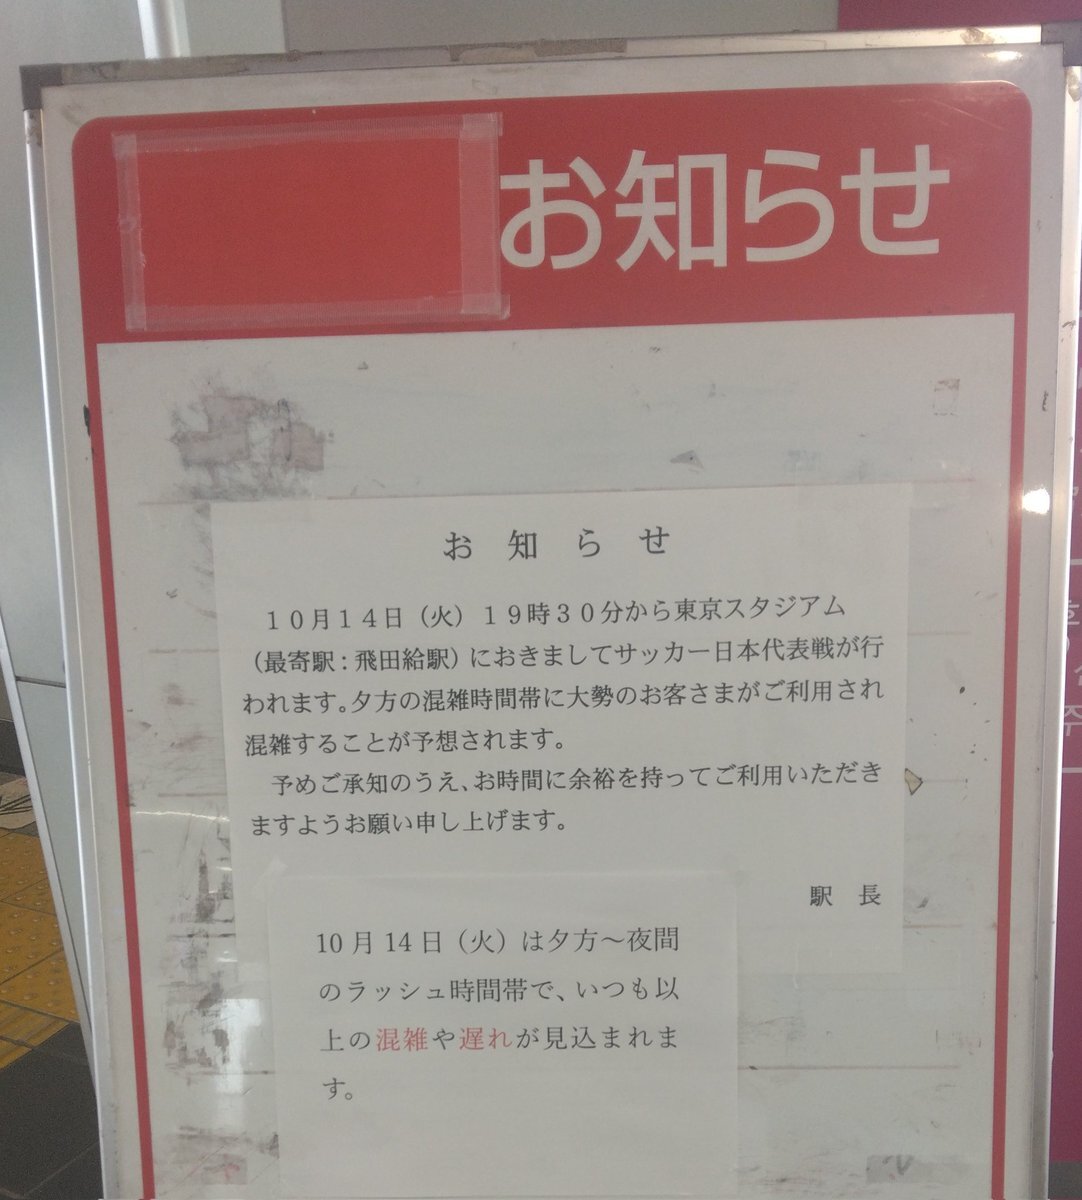 お知らせ
お知らせ
１０月１４日（火）１９時３０分から東京スタジアム
（最寄駅：飛田給駅）におきましてサッカー日本代表戦が行
われます。夕方の混雑時間帯に大勢のお客さまがご利用され
混雑することが予想されます。
予めご承知のうえ、お時間に余裕を持ってご利用いただき
ますようお願い申し上げます。
駅　長
10月14日（火）は夕方～夜間
のラッシュ時間帯で、いつも以
上の混雑や遅れが見込まれま
す。